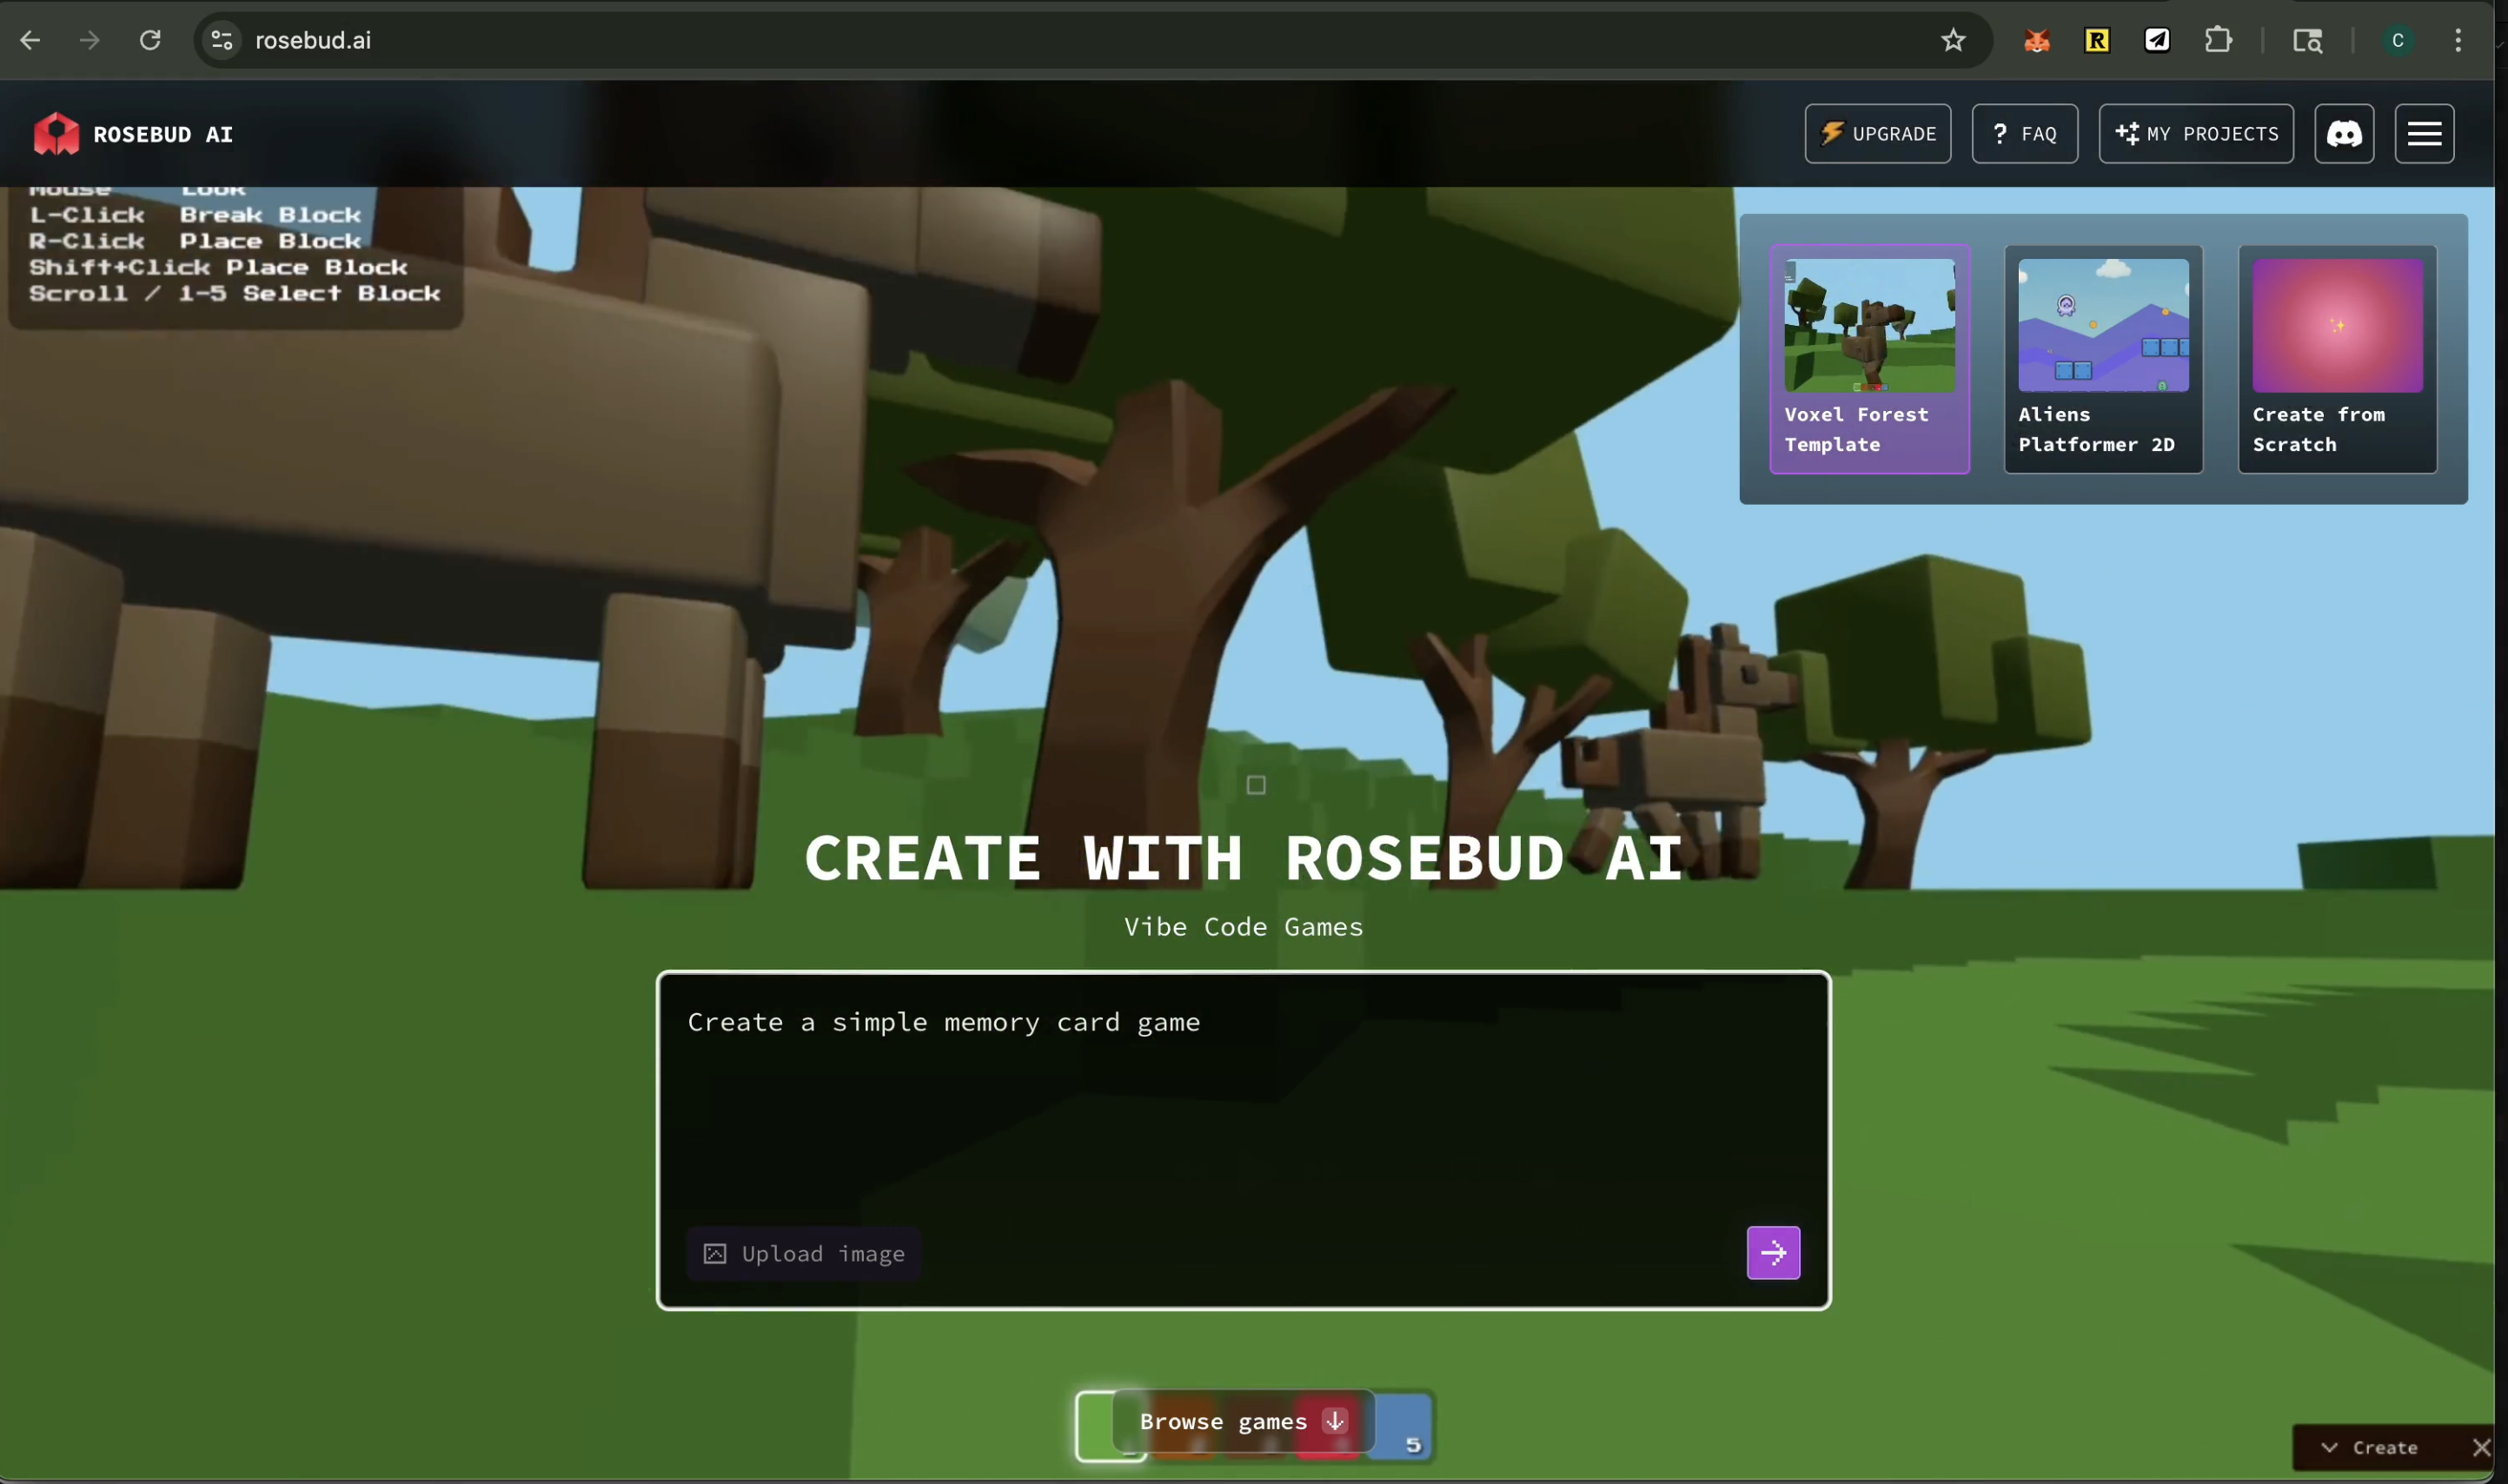 rosebud.ai
R
C
ROSEBUD AI
UPGRADE
? FAQ
MY PROJECTS
Mouse Look
L-Click Break Block
R-Click Place Block
Shift+Click Place Block
Scroll / 1-5 Select Block
Voxel Forest
Template
Aliens
Platformer 2D
Create from
Scratch
CREATE WITH ROSEBUD AI
Vibe Code Games
Create a simple memory card game
Upload image
Browse games
5
Create